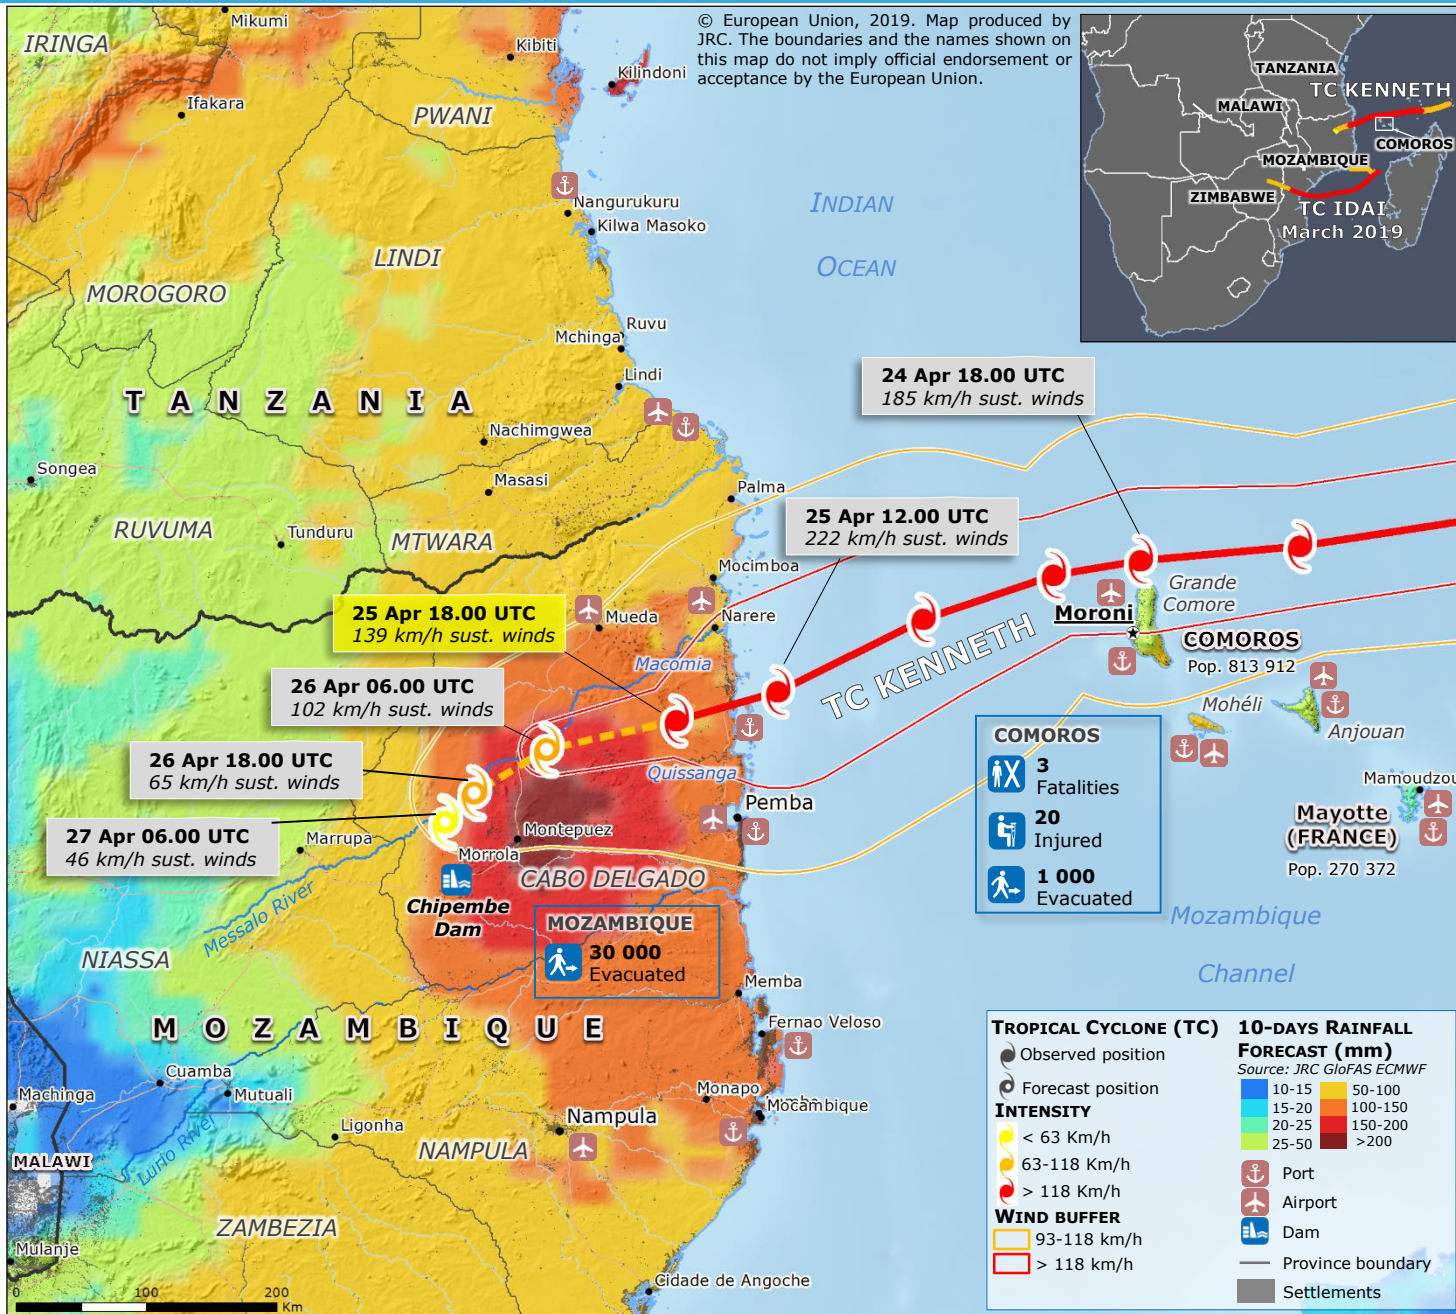 © European Union, 2019. Map produced by
JRC. The boundaries and the names shown on
this map do not imply official endorsement or
acceptance by the European Union.
TANZANIA
TC KENNETH
MALAWI
COMOROS
MOZAMBIQUE
ZIMBABWE
TC IDAI
March 2019
Mikumi
IRINGA
Kibiti
Kilindoni
Ifakara
PWANI
Nangurukuru
Kilwa Masoko
INDIAN
OCEAN
LINDI
MOROGORO
Ruvu
Mchinga
Lindi
TANZANIA
24 Apr 18.00 UTC
185 km/h sust. winds
Nachimgwea
Songea
Masasi
Palma
RUVUMA
Tunduru
MTWARA
25 Apr 12.00 UTC
222 km/h sust. winds
Mocimboa
Grande
Comore
Moroni
25 Apr 18.00 UTC
139 km/h sust. winds
Mueda
Narere
COMOROS
Pop. 813 912
Macomia
TC KENNETH
26 Apr 06.00 UTC
102 km/h sust. winds
Mohéli
Anjouan
26 Apr 18.00 UTC
65 km/h sust. winds
Quissanga
COMOROS
3
Fatalities
20
Injured
1 000
Evacuated
Mamoudzou
Pemba
Mayotte
(FRANCE)
Pop. 270 372
27 Apr 06.00 UTC
46 km/h sust. winds
Marrupa
Montepuez
Morrola
CABO DELGADO
Chipembe
Dam
Messalo River
MOZAMBIQUE
30 000
Evacuated
Mozambique
Channel
NIASSA
Memba
MOZAMBIQUE
Fernao Veloso
Cuamba
Mutuali
Machinga
Monapo
Mocambique
Nampula
Ligonha
NAMPULA
Lurio River
MALAWI
ZAMBEZIA
Mulanje
Cidade de Angoche
0 100 200
Km
TROPICAL CYCLONE (TC)
Observed position
Forecast position
INTENSITY
< 63 Km/h
63-118 Km/h
> 118 Km/h
WIND BUFFER
93-118 km/h
> 118 km/h
10-DAYS RAINFALL
FORECAST (mm)
Source: JRC GloFAS ECMWF
10-15 50-100
15-20 100-150
20-25 150-200
25-50 >200
Port
Airport
Dam
Province boundary
Settlements